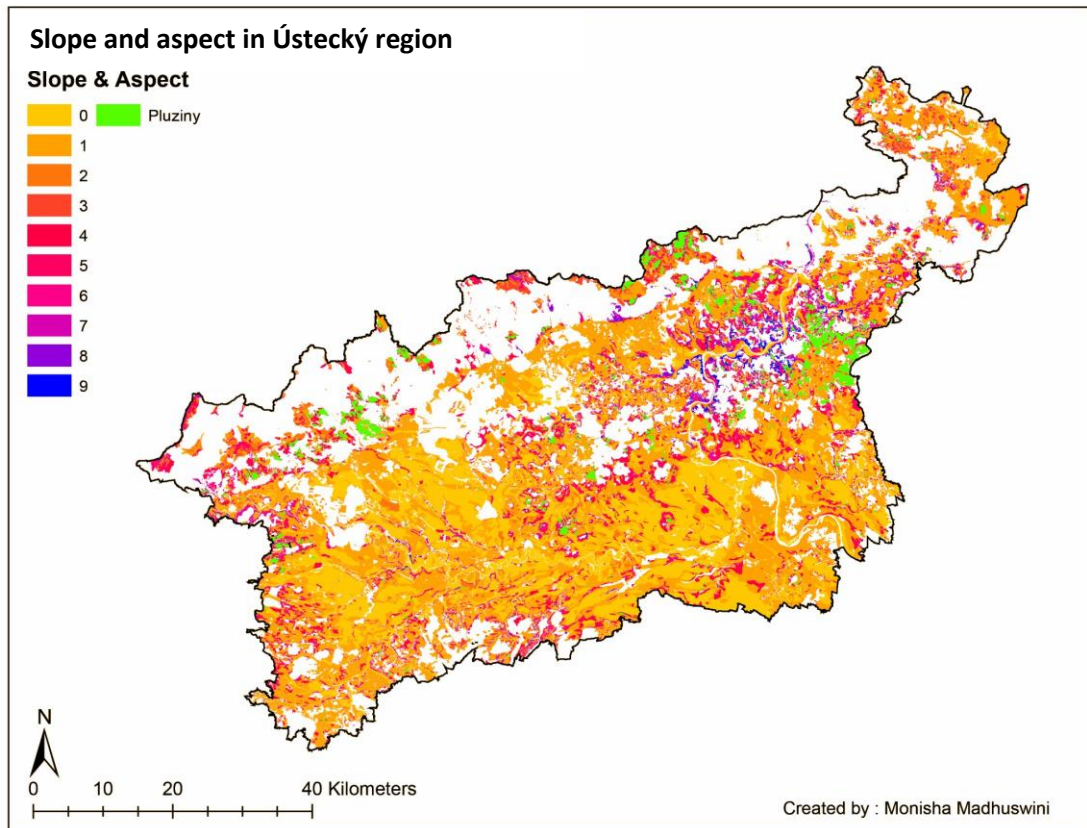 Slope and aspect in Ústecký region
Slope & Aspect
0 Pluziny
1
2
3
4
5
6
7
8
9
N
0 10 20 40 Kilometers
Created by : Monisha Madhuswini